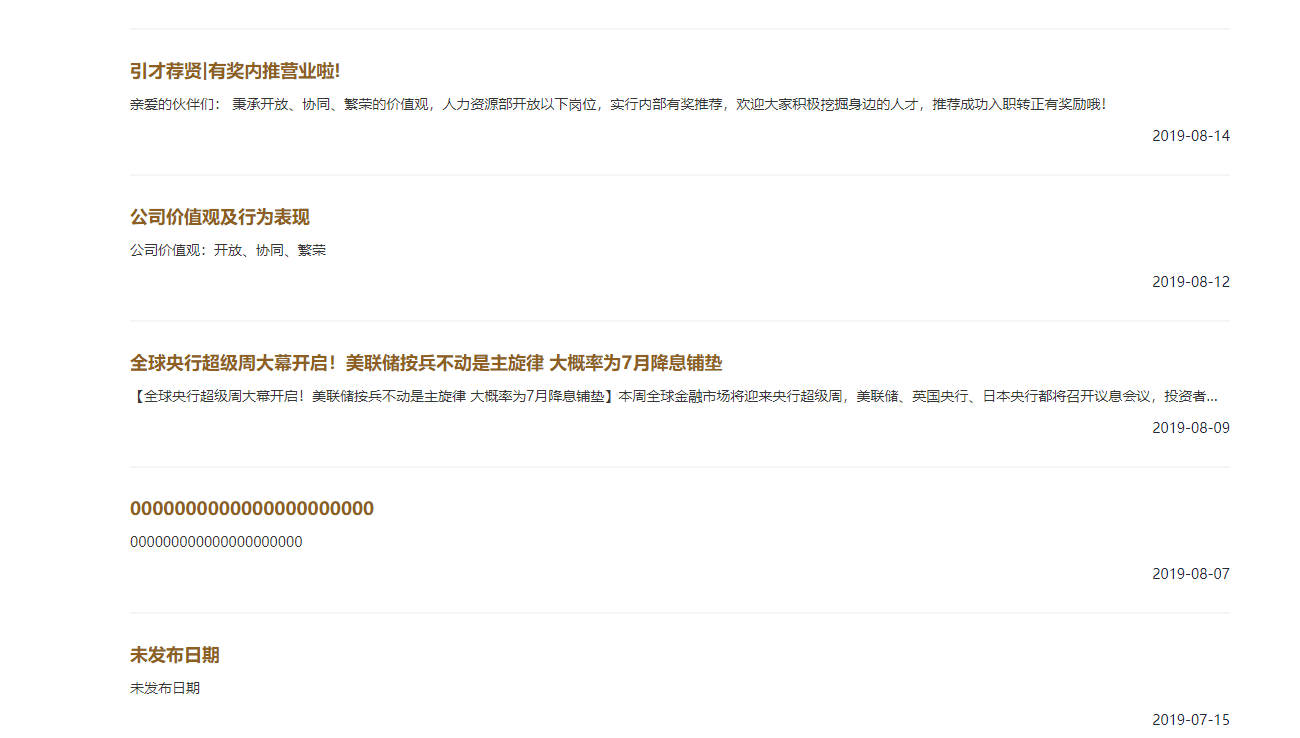 引才荐贤|有奖内推营业啦!
亲爱的伙伴们： 秉承开放、协同、繁荣的价值观，人力资源部开放以下岗位，实行内部有奖推荐，欢迎大家积极挖掘身边的人才，推荐成功入职转正有奖励哦！
2019-08-14
公司价值观及行为表现
公司价值观：开放、协同、繁荣
2019-08-12
全球央行超级周大幕开启！美联储按兵不动是主旋律 大概率为7月降息铺垫
【全球央行超级周大幕开启！美联储按兵不动是主旋律 大概率为7月降息铺垫】本周全球金融市场将迎来央行超级周，美联储、英国央行、日本央行都将召开议息会议，投资者...
2019-08-09
0000000000000000000000
0000000000000000000000
2019-08-07
未发布日期
未发布日期
2019-07-15